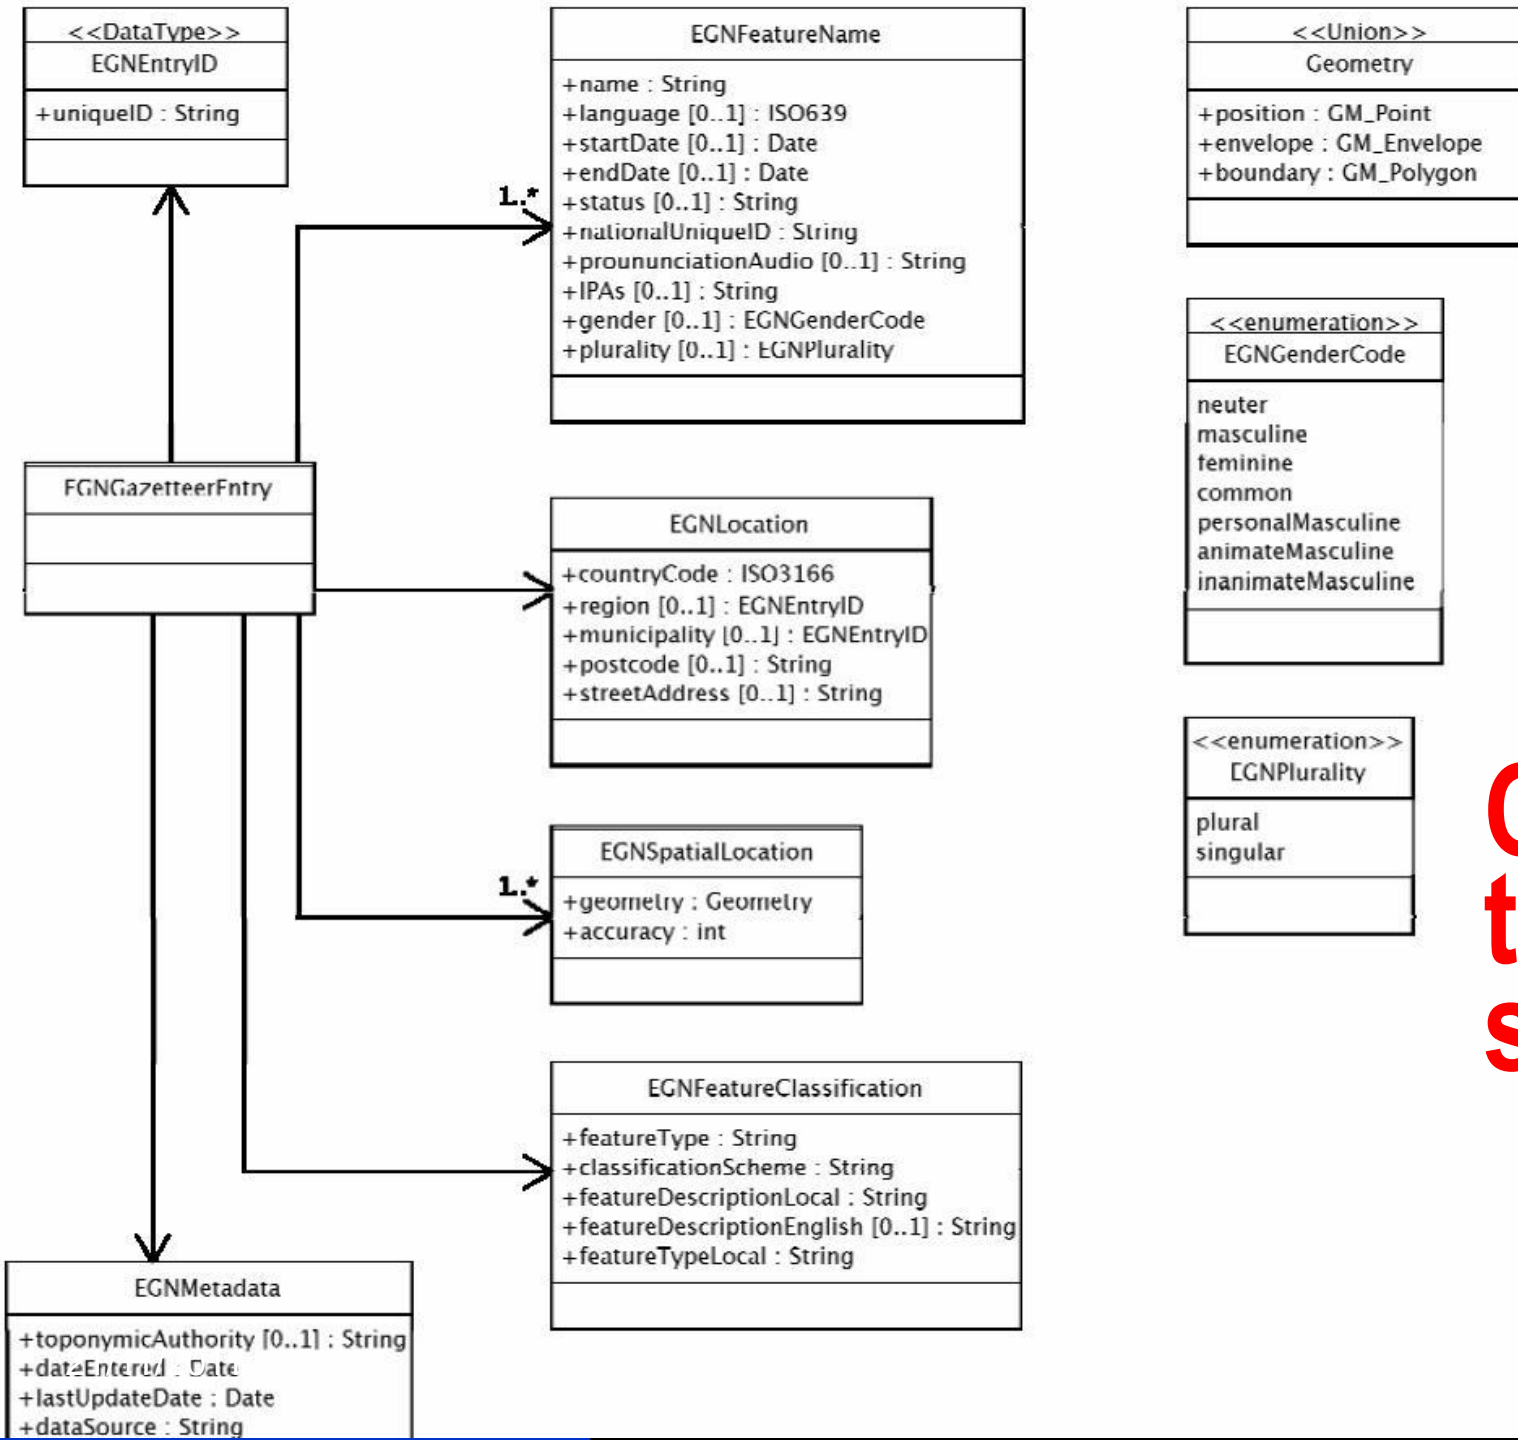 <<DataType>>
EGNEntryID
+uniqueID : String
EGNFeatureName
+name : String
+language [0..1] : ISO639
+startDate [0..1] : Date
+endDate [0..1] : Date
+status [0..1] : String
+nationalUniqueID : String
+proununciationAudio [0..1] : String
+IPAs [0..1] : String
+gender [0..1] : EGNGenderCode
+plurality [0..1] : EGNPlurality
1..*
<<Union>>
Geometry
+position : GM_Point
+envelope : GM_Envelope
+boundary : GM_Polygon
<<enumeration>>
EGNGenderCode
neuter
masculine
feminine
common
personalMasculine
animateMasculine
inanimateMasculine
EGNGazetteerEntry
EGNLocation
+countryCode : ISO3166
+region [0..1] : EGNEntryID
+municipality [0..1] : EGNEntryID
+postcode [0..1] : String
+streetAddress [0..1] : String
<<enumeration>>
EGNPlurality
plural
singular
EGNSpatialLocation
+geometry : Geometry
+accuracy : int
1..*
EGNFeatureClassification
+featureType : String
+classificationScheme : String
+featureDescriptionLocal : String
+featureDescriptionEnglish [0..1] : String
+featureTypeLocal : String
EGNMetadata
+toponymicAuthority [0..1] : String
+dateEntered : Date
+lastUpdateDate : Date
+dataSource : String